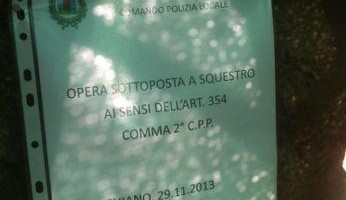 COMANDO POLIZIA LOCALE
OPERA SOTTOPOSTA A SQUESTRO
AI SENSI DELL'ART. 354
COMMA 2° C.P.P.
29.11.2013